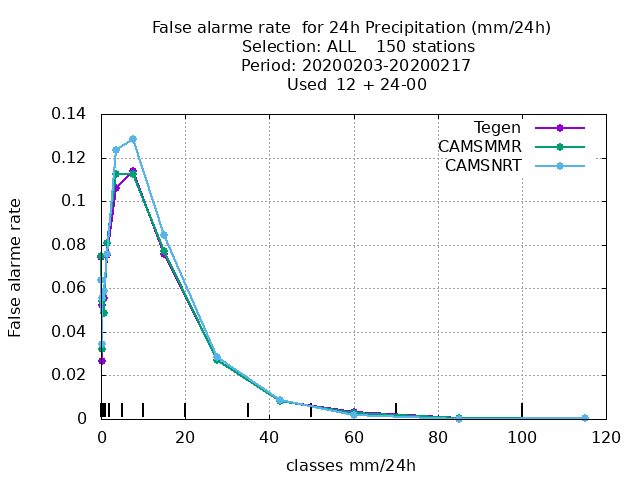 False alarme rate  for 24h Precipitation (mm/24h)
Selection: ALL    150 stations
Period: 20200203-20200217
Used  12 + 24-00
Tegen
CAMSMMR
CAMSNRT
0.14
0.12
0.1
0.08
0.06
0.04
0.02
0
False alarme rate
0 20 40 60 80 100 120
classes mm/24h